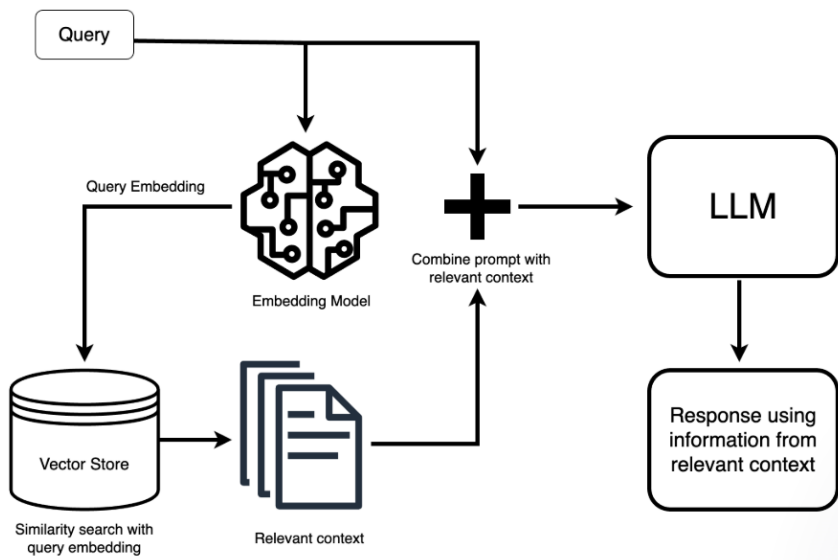 Query
Query Embedding
Embedding Model
Combine prompt with
relevant context
LLM
Vector Store
Similarity search with
query embedding
Relevant context
Response using
information from
relevant context